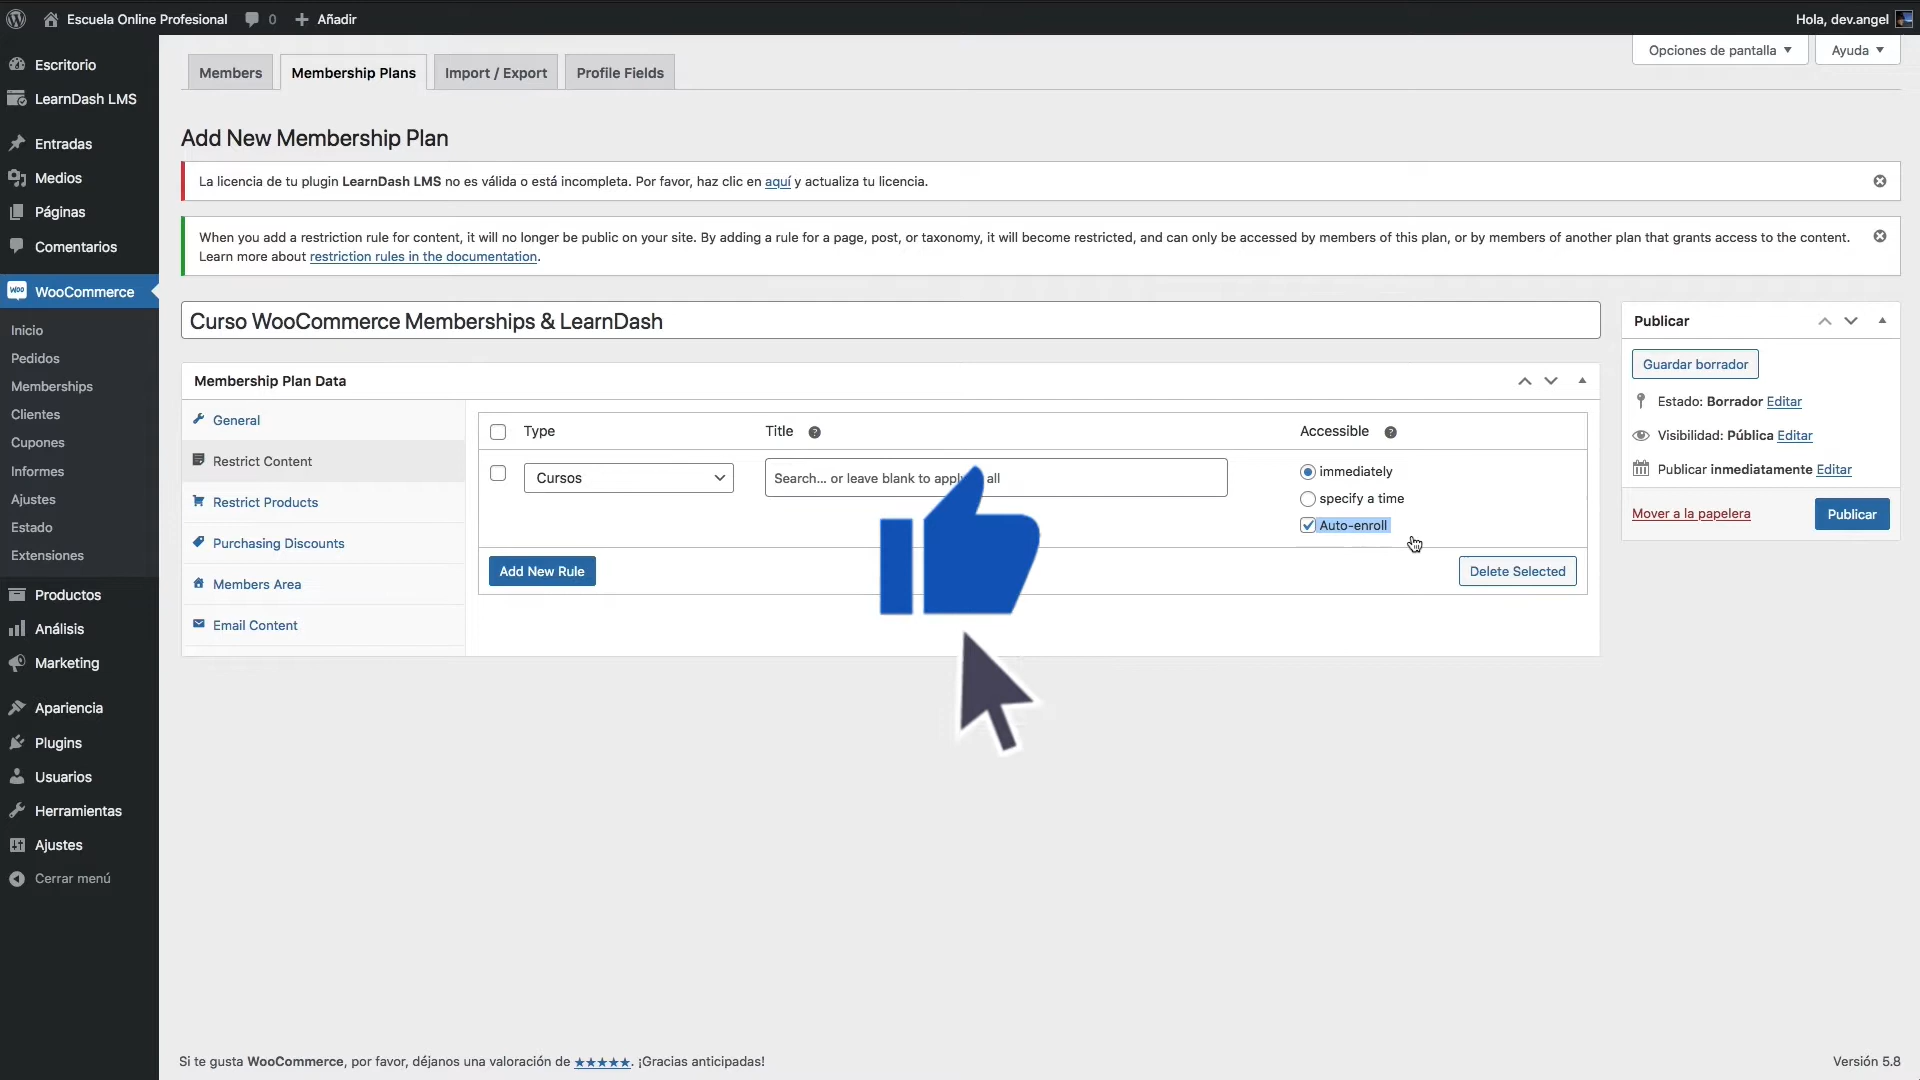 Escuela Online Profesional 0 Añadir Hola, dev.angel
Opciones de pantalla Ayuda
Escritorio
LearnDash LMS
Entradas
Medios
Páginas
Comentarios
WooCommerce
Inicio
Pedidos
Memberships
Clientes
Cupones
Informes
Ajustes
Estado
Extensiones
Productos
Análisis
Marketing
Apariencia
Plugins
Usuarios
Herramientas
Ajustes
Cerrar menú
Members Membership Plans Import / Export Profile Fields
Add New Membership Plan
La licencia de tu plugin LearnDash LMS no es válida o está incompleta. Por favor, haz clic en aquí y actualiza tu licencia.
When you add a restriction rule for content, it will no longer be public on your site. By adding a rule for a page, post, or taxonomy, it will become restricted, and can only be accessed by members of this plan, or by members of another plan that grants access to the content.
Learn more about restriction rules in the documentation.
Curso WooCommerce Memberships & LearnDash
Membership Plan Data
General
Restrict Content
Restrict Products
Purchasing Discounts
Members Area
Email Content
Type Title Accessible
Cursos Search... or leave blank to apply all
immediately
specify a time
Auto-enroll
Add New Rule Delete Selected
Publicar
Guardar borrador
Estado: Borrador Editar
Visibilidad: Pública Editar
Publicar inmediatamente Editar
Mover a la papelera Publicar
Si te gusta WooCommerce, por favor, déjanos una valoración de ★★★★★. ¡Gracias anticipadas! Versión 5.8